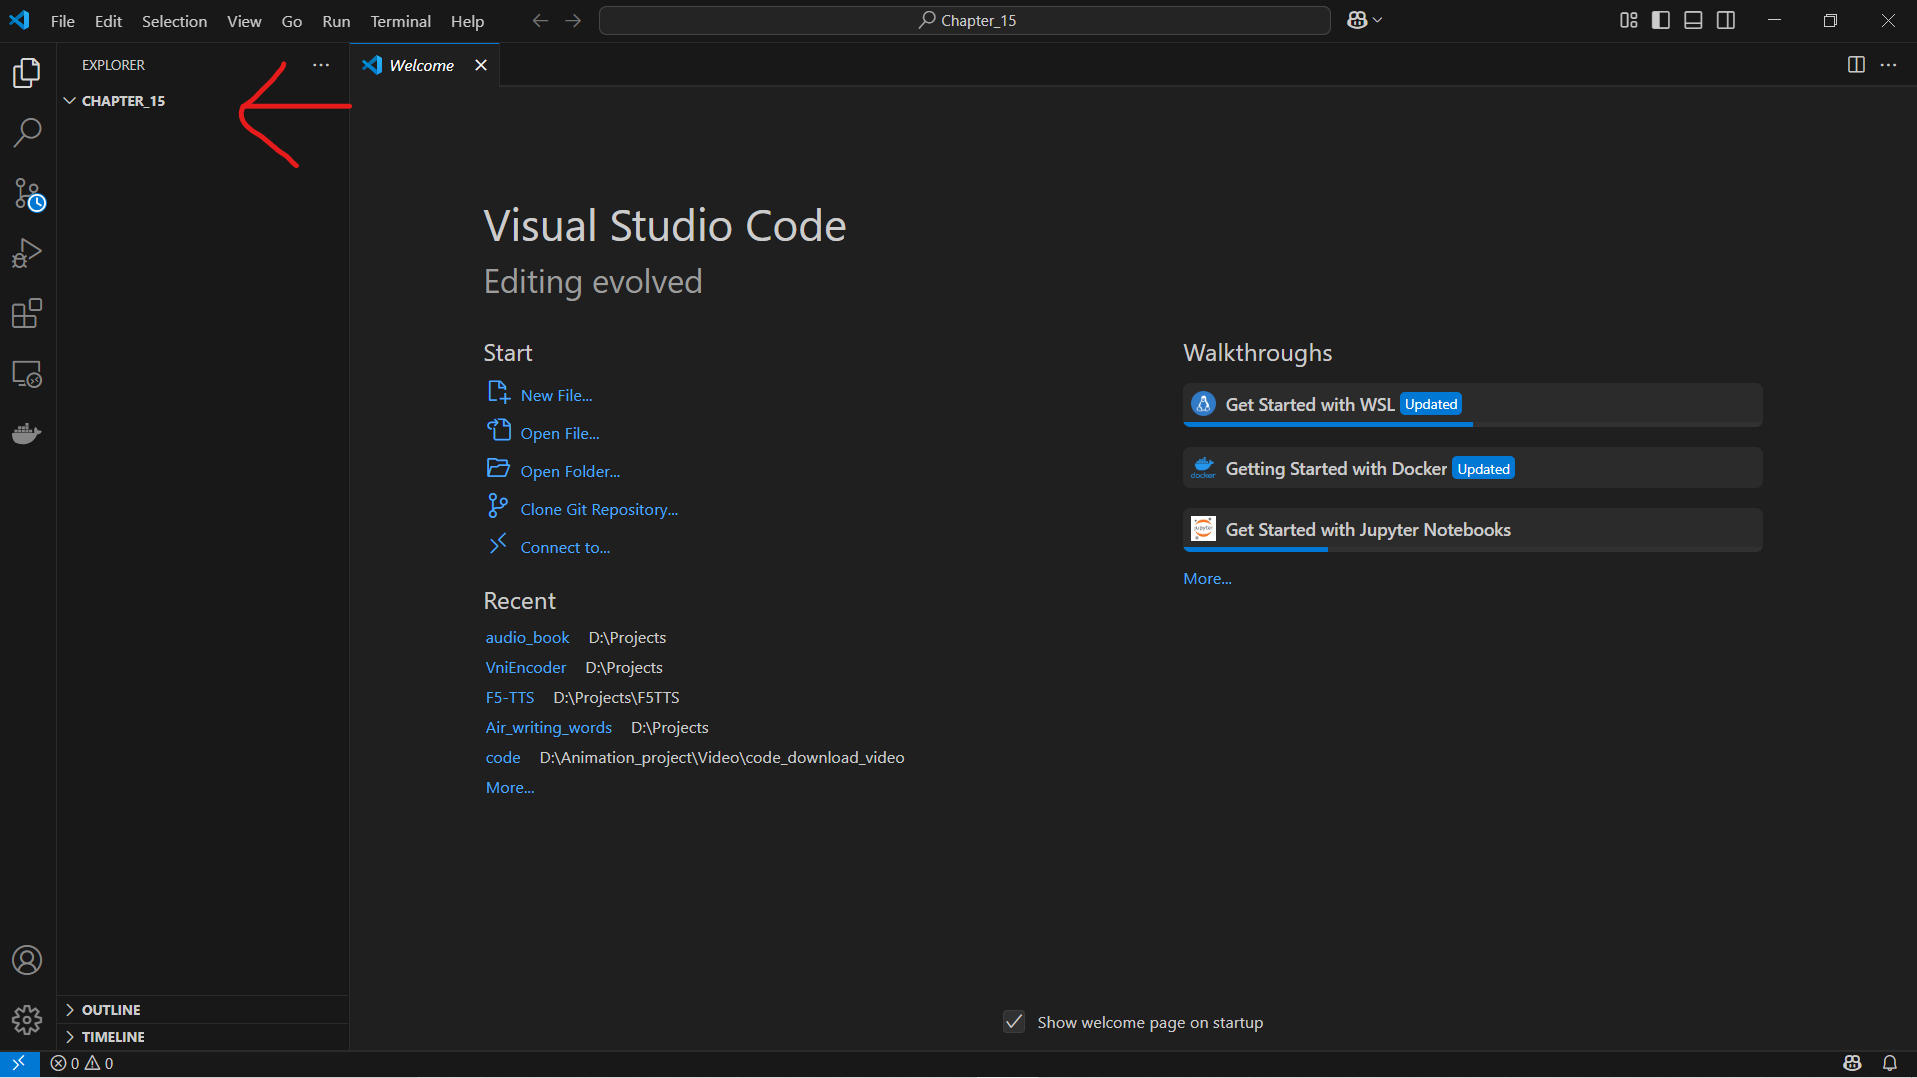 File Edit Selection View Go Run Terminal Help
Chapter_15
EXPLORER
Welcome
CHAPTER_15
Visual Studio Code
Editing evolved
Start
New File...
Open File...
Open Folder...
Clone Git Repository...
Connect to...
Recent
audio_book D:\Projects
VniEncoder D:\Projects
F5-TTS D:\Projects\F5TTS
Air_writing_words D:\Projects
code D:\Animation_project\Video\code_download_video
More...
Walkthroughs
Get Started with WSL Updated
docker
Getting Started with Docker Updated
jupyter
Get Started with Jupyter Notebooks
More...
OUTLINE
TIMELINE
Show welcome page on startup
0 0